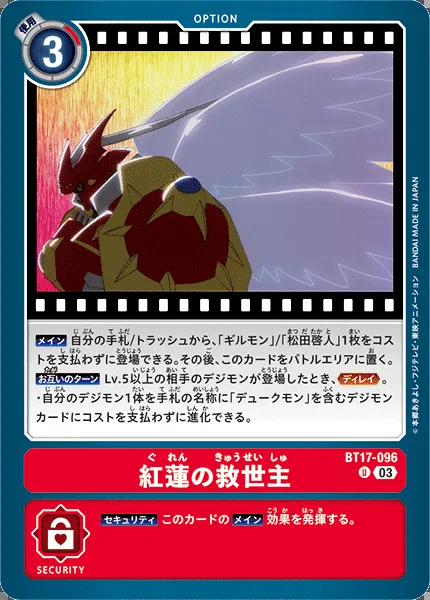 OPTION
使用
3
メイン 自分の手札/トラッシュから、「ギルモン」/「松田啓人」1枚をコス
トを支払わずに登場できる。その後、このカードをバトルエリアに置く。
お互いのターン Lv.5以上の相手のデジモンが登場したとき、ディレイ。
・自分のデジモン1体を手札の名称に「デュークモン」を含むデジモン
カードにコストを支払わずに進化できる。
©本郷あきよし・フジテレビ・東映アニメーション BANDAI MADE IN JAPAN
ぐれん きゅうせいしゅ
紅蓮の救世主
BT17-096
U 03
セキュリティ このカードの メイン 効果を発揮する。
SECURITY